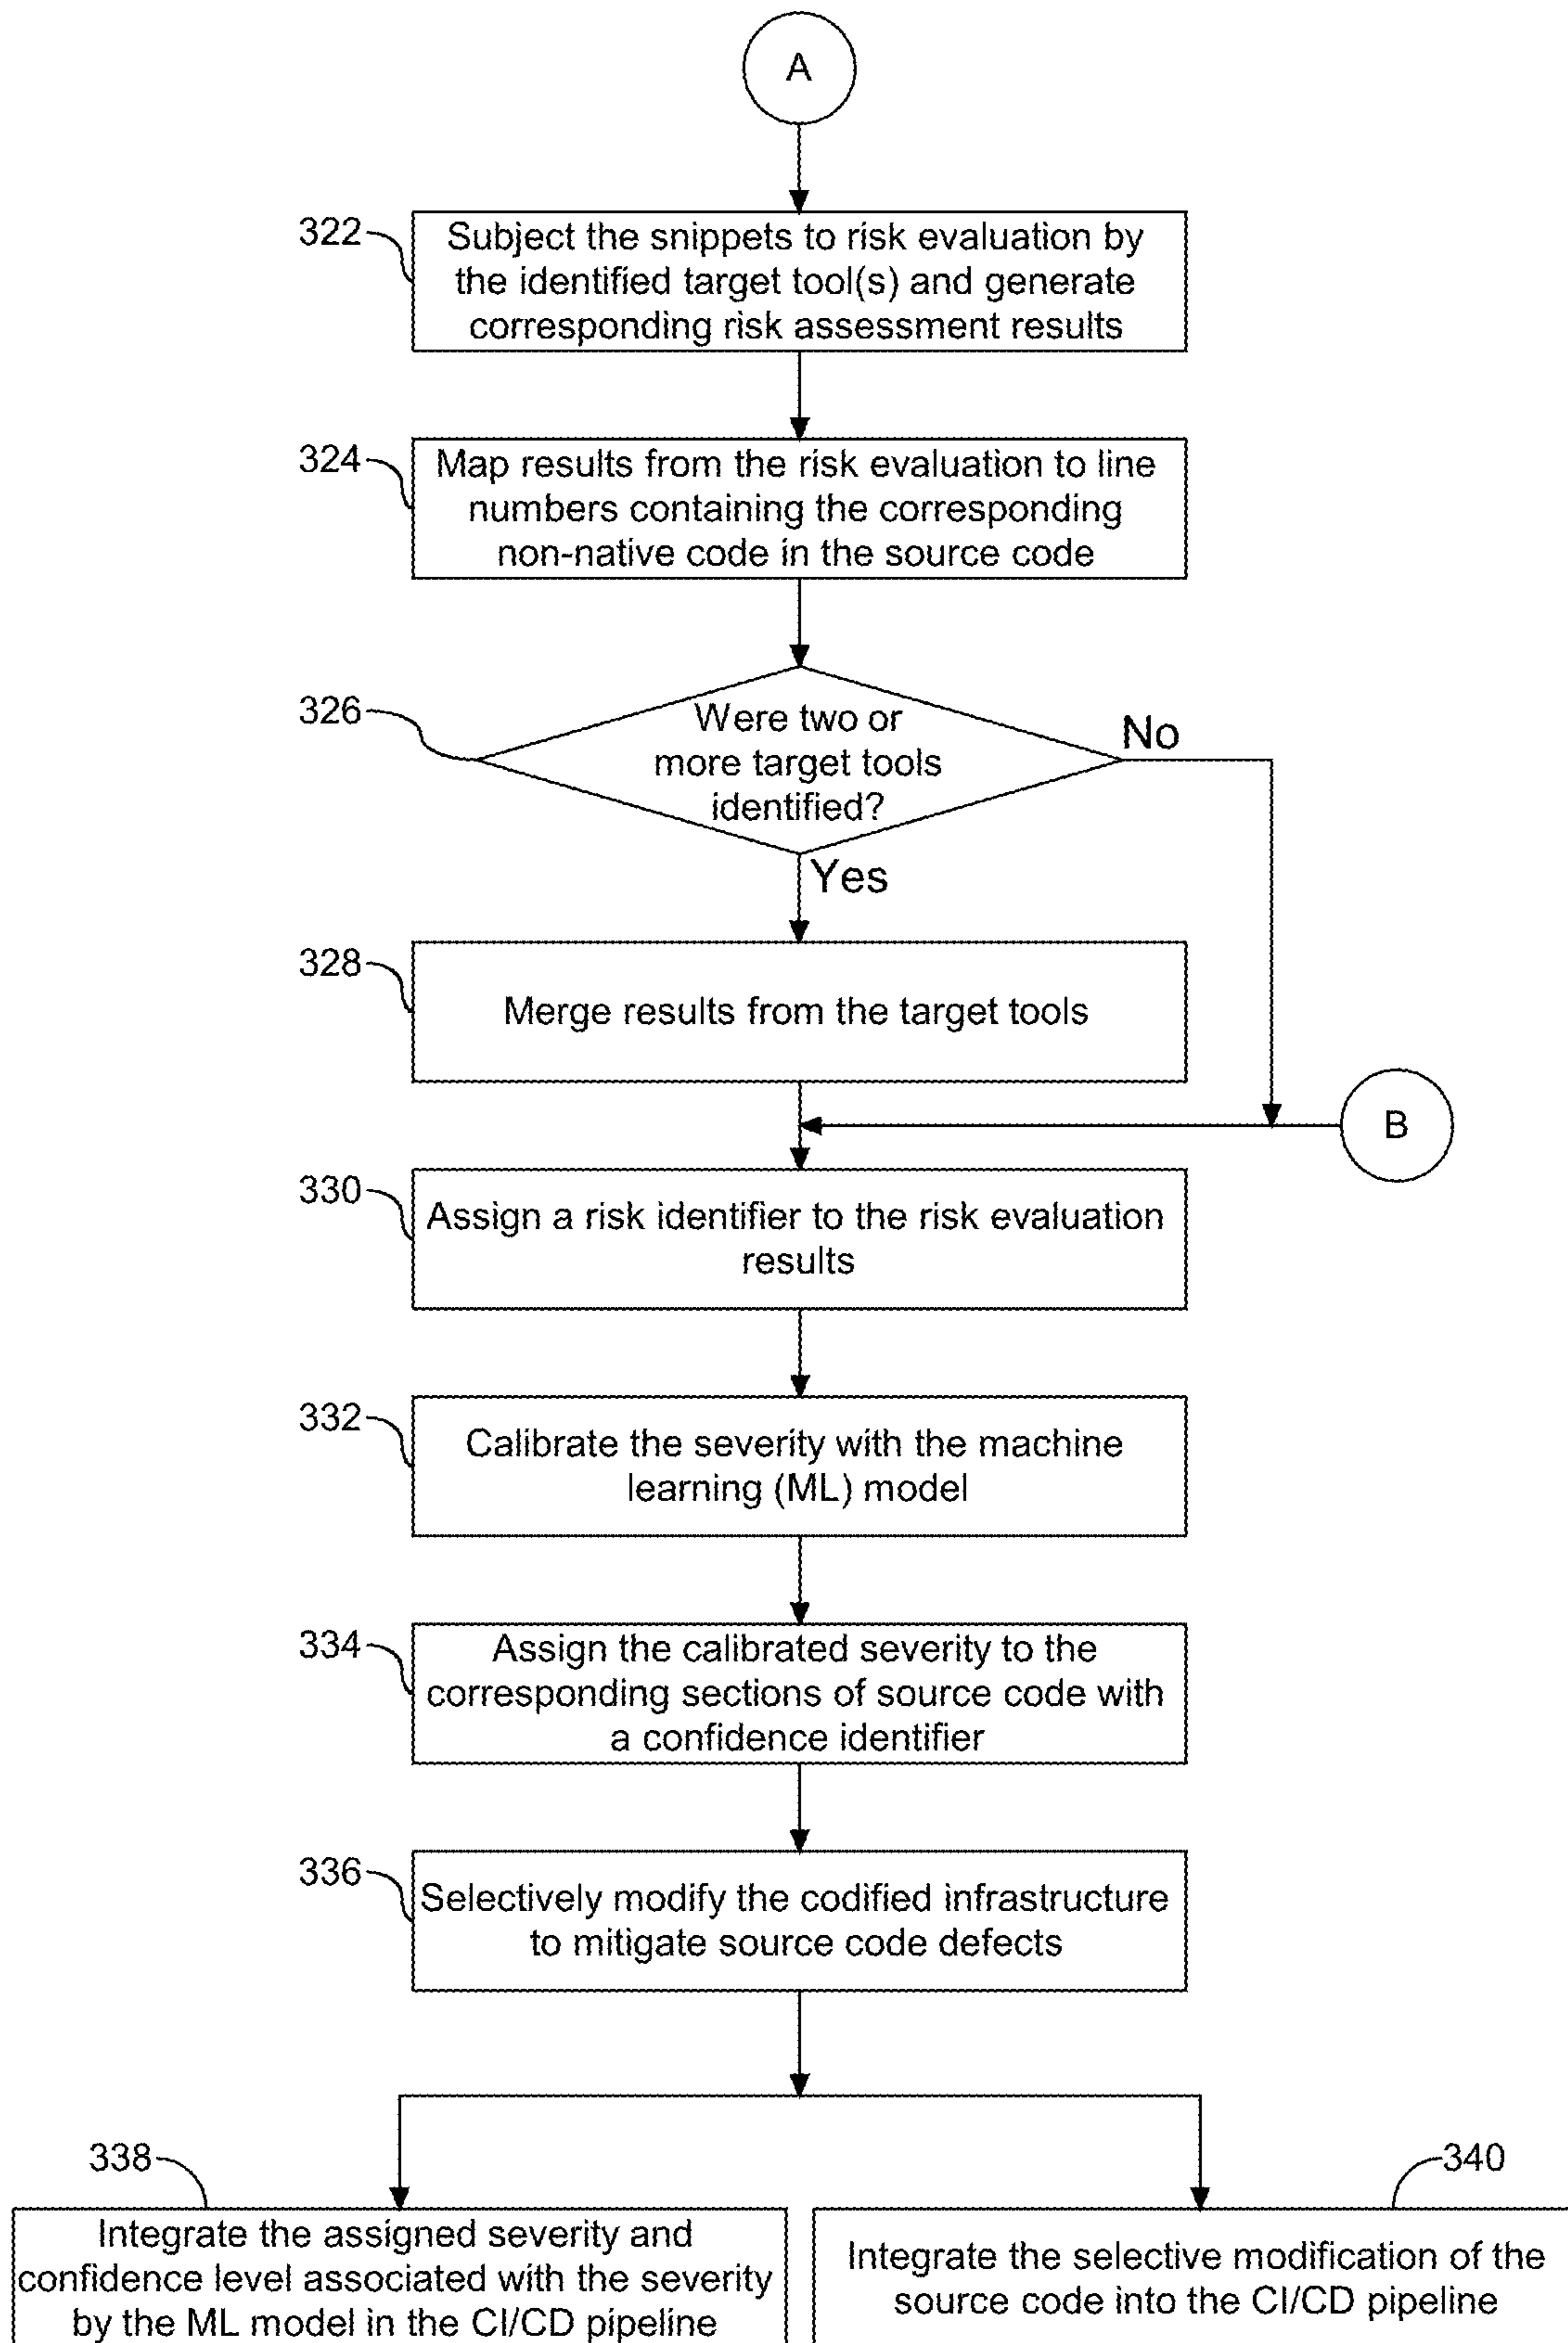 A
322
Subject the snippets to risk evaluation by
the identified target tool(s) and generate
corresponding risk assessment results
324
Map results from the risk evaluation to line
numbers containing the corresponding
non-native code in the source code
326
Were two or
more target tools
identified?
No
Yes
328
Merge results from the target tools
B
330
Assign a risk identifier to the risk evaluation
results
332
Calibrate the severity with the machine
learning (ML) model
334
Assign the calibrated severity to the
corresponding sections of source code with
a confidence identifier
336
Selectively modify the codified infrastructure
to mitigate source code defects
338
Integrate the assigned severity and
confidence level associated with the severity
by the ML model in the CI/CD pipeline
340
Integrate the selective modification of the
source code into the CI/CD pipeline